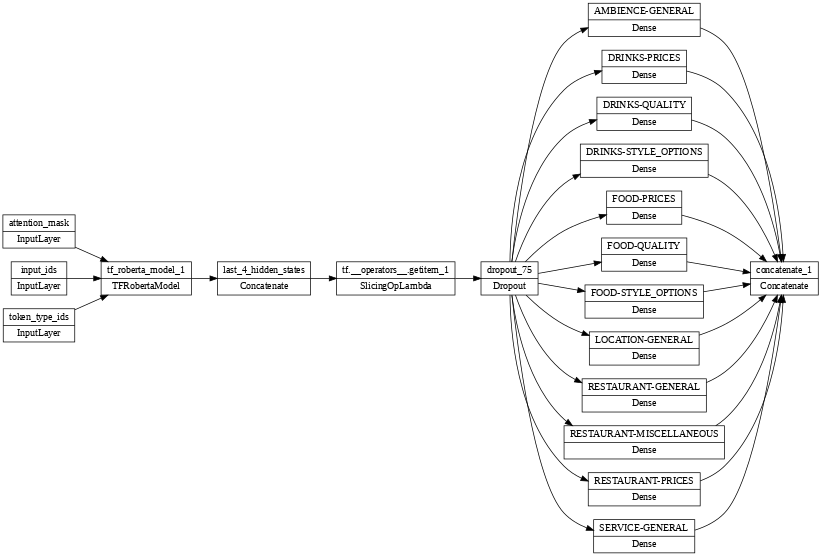 attention_mask
InputLayer
input_ids
InputLayer
token_type_ids
InputLayer
tf_roberta_model_1
TFRobertaModel
last_4_hidden_states
Concatenate
tf.__operators__.getitem_1
SlicingOpLambda
dropout_75
Dropout
AMBIENCE-GENERAL
Dense
DRINKS-PRICES
Dense
DRINKS-QUALITY
Dense
DRINKS-STYLE_OPTIONS
Dense
FOOD-PRICES
Dense
FOOD-QUALITY
Dense
FOOD-STYLE_OPTIONS
Dense
LOCATION-GENERAL
Dense
RESTAURANT-GENERAL
Dense
RESTAURANT-MISCELLANEOUS
Dense
RESTAURANT-PRICES
Dense
SERVICE-GENERAL
Dense
concatenate_1
Concatenate